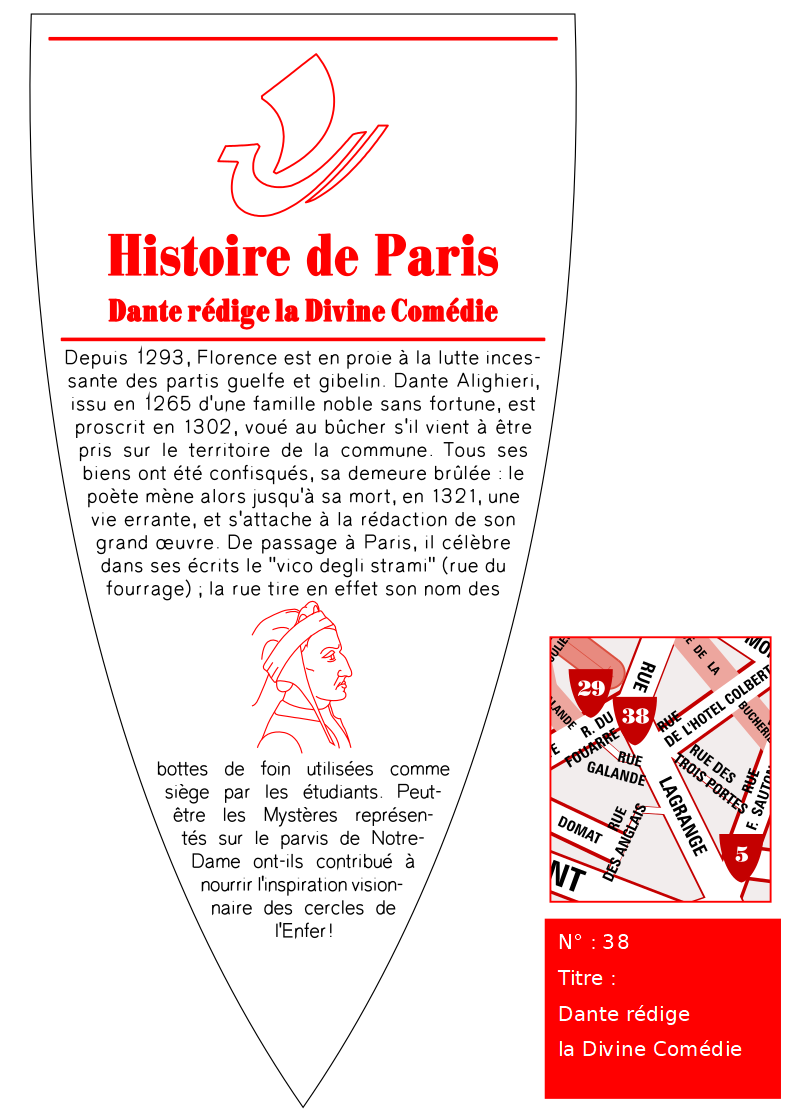 Histoire de Paris
Dante rédige la Divine Comédie
Depuis 1293, Florence est en proie à la lutte inces-
sante des partis guelfe et gibelin. Dante Alighieri,
issu en 1265 d'une famille noble sans fortune, est
proscrit en 1302, voué au bûcher s'il vient à être
pris sur le territoire de la commune. Tous ses
biens ont été confisqués, sa demeure brûlée : le
poète mène alors jusqu'à sa mort, en 1321, une
vie errante, et s'attache à la rédaction de son
grand œuvre. De passage à Paris, il célèbre
dans ses écrits le "vico degli strami" (rue du
fourrage) ; la rue tire en effet son nom des
bottes de foin utilisées comme
siège par les étudiants. Peut-
être les Mystères représen-
tés sur le parvis de Notre-
Dame ont-ils contribué à
nourrir l'inspiration vision-
naire des cercles de
l'Enfer!
JULIE
E DE LA
MO
RUE
29
38
LLANDE
R. DU
FOUARRE
E
RUE
DE L'HOTEL COLBERT
BUCHERI
RUE
GALANDE
RUE DES
TROIS PORTES
RUE
F. SAUTON
LAGRANGE
RUE
DES ANGLAIS
DOMAT
5
NT
N° : 38
Titre :
Dante rédige
la Divine Comédie